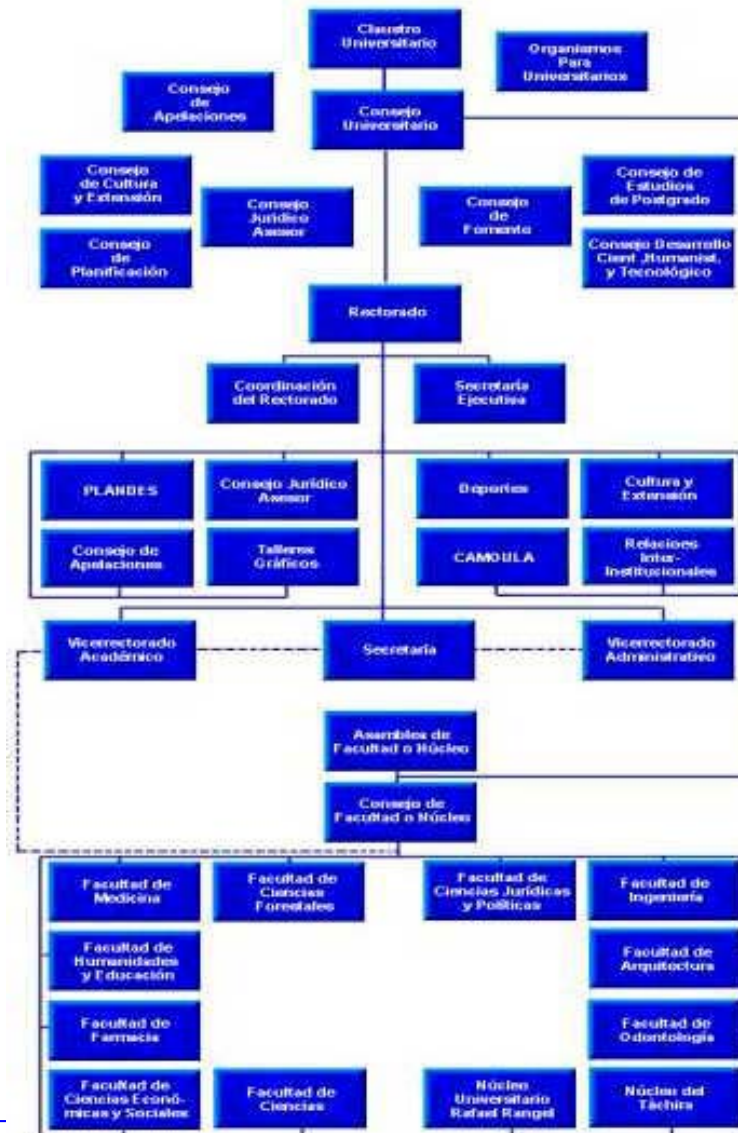 Claustro
Universitario
Organismos
Para
Universitarios
Consejo
de
Apelaciones
Consejo
Universitario
Consejo
de Cultura
y Extensión
Consejo
Jurídico
Asesor
Consejo
de
Fomento
Consejo de
Estudios
de Postgrado
Consejo
de
Planificación
Consejo Desarrollo
Cient.,Humanist.
y Tecnológico
Rectorado
Coordinación
del Rectorado
Secretaría
Ejecutiva
PLANDES
Consejo Jurídico
Asesor
Deportes
Cultura y
Extensión
Consejo de
Apelaciones
Talleres
Gráficos
CAMOULA
Relaciones
Inter-
Institucionales
Vicerrectorado
Académico
Secretaría
Vicerrectorado
Administrativo
Asamblea de
Facultad o Núcleo
Consejo de
Facultad o Núcleo
Facultad de
Medicina
Facultad de
Ciencias
Forestales
Facultad de
Ciencias Jurídicas
y Políticas
Facultad de
Ingeniería
Facultad de
Humanidades
y Educación
Facultad de
Arquitectura
Facultad de
Farmacia
Facultad de
Odontología
Facultad de
Ciencias Econó-
micas y Sociales
Facultad de
Ciencias
Núcleo
Universitario
Rafael Rangel
Núcleo del
Táchira